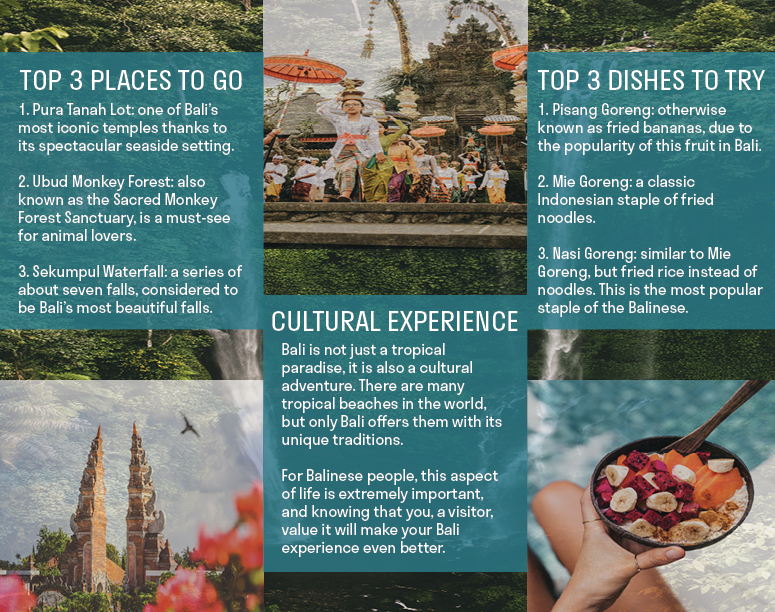 TOP 3 PLACES TO GO
1. Pura Tanah Lot: one of Bali's
most iconic temples thanks to
its spectacular seaside setting.
2. Ubud Monkey Forest: also
known as the Sacred Monkey
Forest Sanctuary, is a must-see
for animal lovers.
3. Sekumpul Waterfall: a series of
about seven falls, considered to
be Bali's most beautiful falls.
CULTURAL EXPERIENCE
Bali is not just a tropical
paradise, it is also a cultural
adventure. There are many
tropical beaches in the world,
but only Bali offers them with its
unique traditions.
For Balinese people, this aspect
of life is extremely important,
and knowing that you, a visitor,
value it will make your Bali
experience even better.
TOP 3 DISHES TO TRY
1. Pisang Goreng: otherwise
known as fried bananas, due to
the popularity of this fruit in Bali.
2. Mie Goreng: a classic
Indonesian staple of fried
noodles.
3. Nasi Goreng: similar to Mie
Goreng, but fried rice instead of
noodles. This is the most popular
staple of the Balinese.